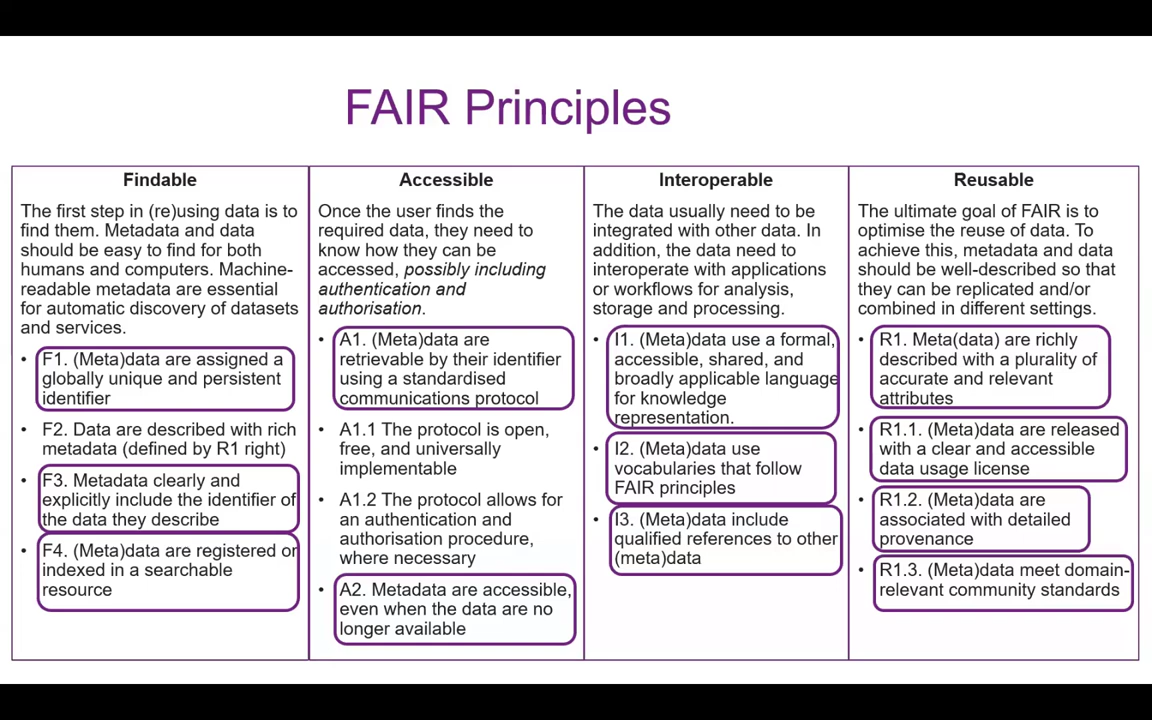 FAIR Principles
Findable
The first step in (re)using data is to
find them. Metadata and data
should be easy to find for both
humans and computers. Machine-
readable metadata are essential
for automatic discovery of datasets
and services.
• F1. (Meta)data are assigned a
globally unique and persistent
identifier
• F2. Data are described with rich
metadata (defined by R1 right)
• F3. Metadata clearly and
explicitly include the identifier of
the data they describe
• F4. (Meta)data are registered or
indexed in a searchable
resource
Accessible
Once the user finds the
required data, they need to
know how they can be
accessed, possibly including
authentication and
authorisation.
• A1. (Meta)data are
retrievable by their identifier
using a standardised
communications protocol
• A1.1 The protocol is open,
free, and universally
implementable
• A1.2 The protocol allows for
an authentication and
authorisation procedure,
where necessary
• A2. Metadata are accessible,
even when the data are no
longer available
Interoperable
The data usually need to be
integrated with other data. In
addition, the data need to
interoperate with applications
or workflows for analysis,
storage and processing.
• I1. (Meta)data use a formal,
accessible, shared, and
broadly applicable language
for knowledge
representation.
• I2. (Meta)data use
vocabularies that follow
FAIR principles
• I3. (Meta)data include
qualified references to other
(meta)data
Reusable
The ultimate goal of FAIR is to
optimise the reuse of data. To
achieve this, metadata and data
should be well-described so that
they can be replicated and/or
combined in different settings.
• R1. Meta(data) are richly
described with a plurality of
accurate and relevant
attributes
• R1.1. (Meta)data are released
with a clear and accessible
data usage license
• R1.2. (Meta)data are
associated with detailed
provenance
• R1.3. (Meta)data meet domain-
relevant community standards